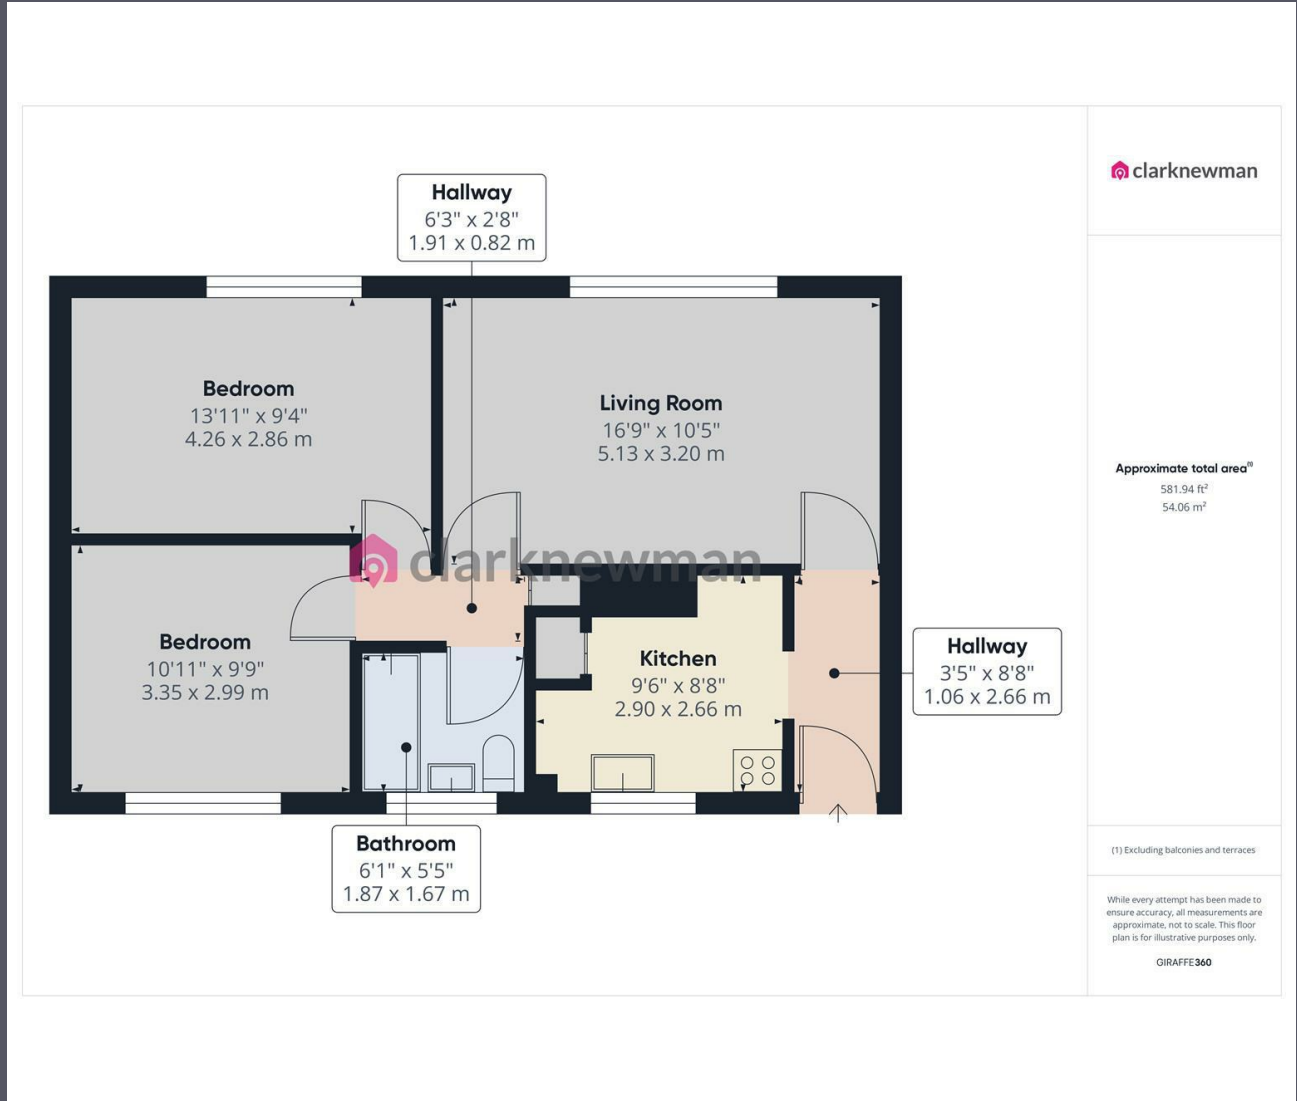 Hallway
6'3" x 2'8"
1.91 x 0.82 m
Bedroom
13'11" x 9'4"
4.26 x 2.86 m
Living Room
16'9" x 10'5"
5.13 x 3.20 m
clarknewman
Bedroom
10'11" x 9'9"
3.35 x 2.99 m
Kitchen
9'6" x 8'8"
2.90 x 2.66 m
Hallway
3'5" x 8'8"
1.06 x 2.66 m
Bathroom
6'1" x 5'5"
1.87 x 1.67 m
clarknewman
Approximate total area(1)
581.94 ft²
54.06 m²
(1) Excluding balconies and terraces
While every attempt has been made to
ensure accuracy, all measurements are
approximate, not to scale. This floor
plan is for illustrative purposes only.
GIRAFFE360